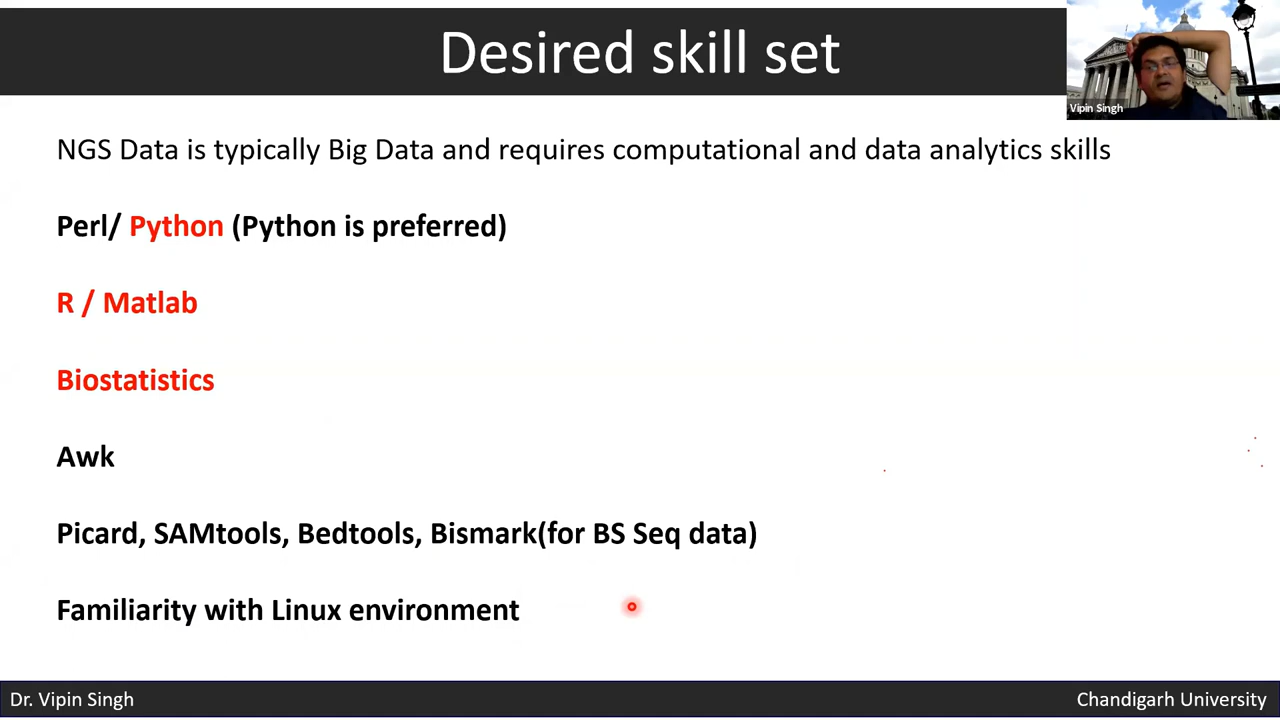 Desired skill set
Vipin Singh
NGS Data is typically Big Data and requires computational and data analytics skills
Perl/ Python (Python is preferred)
R / Matlab
Biostatistics
Awk
Picard, SAMtools, Bedtools, Bismark(for BS Seq data)
Familiarity with Linux environment
Dr. Vipin Singh
Chandigarh University